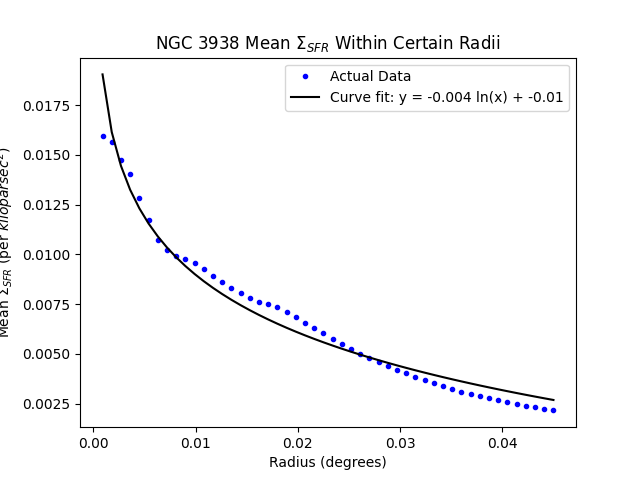 NGC 3938 Mean Σ_SFR Within Certain Radii
Actual Data
Curve fit: y = -0.004 ln(x) + -0.01
Mean Σ_SFR (per kiloparsec²)
0.0175
0.0150
0.0125
0.0100
0.0075
0.0050
0.0025
0.00 0.01 0.02 0.03 0.04
Radius (degrees)